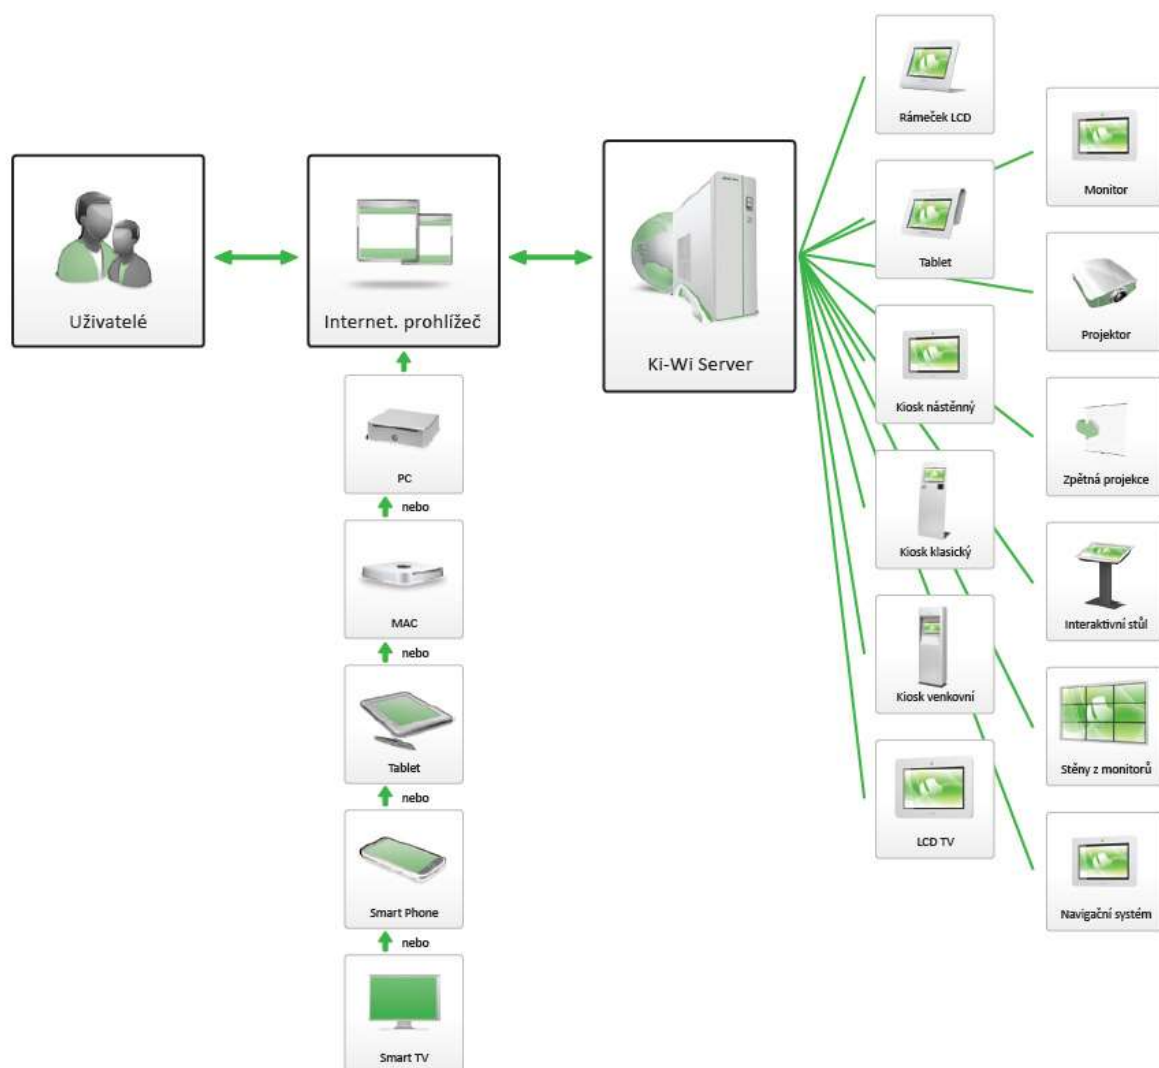 Uživatelé
Internet. prohlížeč
Ki-Wi Server
PC
nebo
MAC
nebo
Tablet
nebo
Smart Phone
nebo
Smart TV
Rámeček LCD
Tablet
Kiosk nástěnný
Kiosk klasický
Kiosk venkovní
LCD TV
Monitor
Projektor
Zpětná projekce
Interaktivní stůl
Stěny z monitorů
Navigační systém